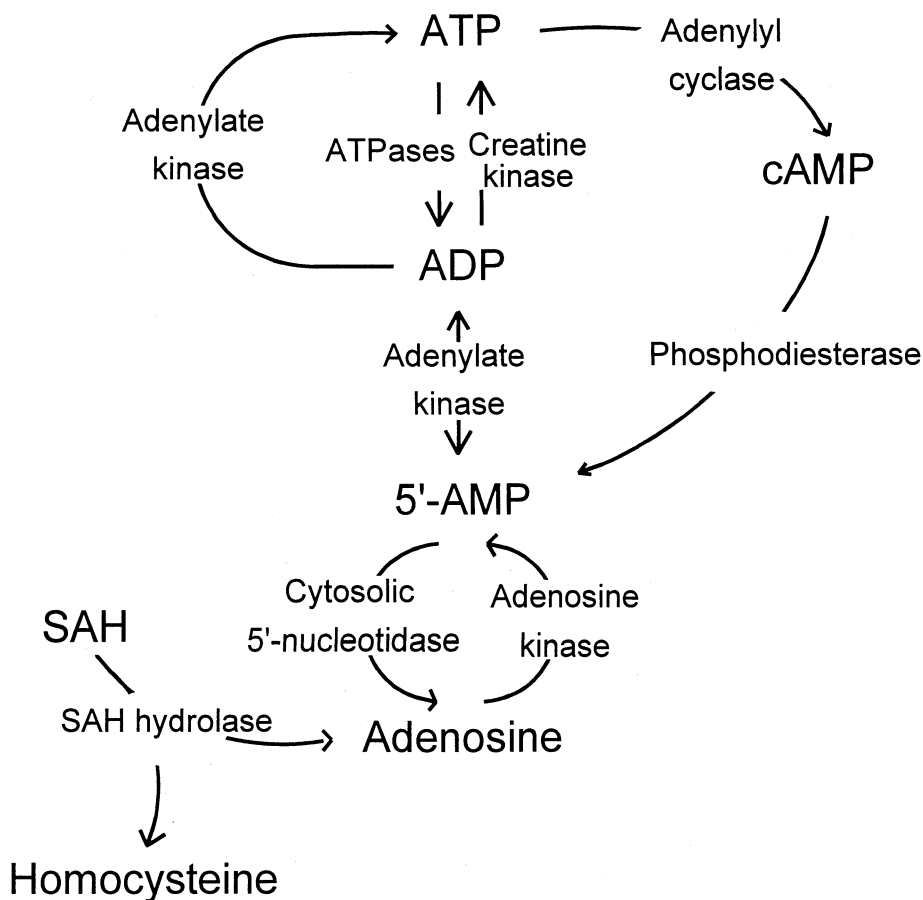 ATP
Adenylyl
cyclase
Adenylate
kinase
ATPases
Creatine
kinase
cAMP
ADP
Adenylate
kinase
Phosphodiesterase
5'-AMP
Cytosolic
5'-nucleotidase
Adenosine
kinase
SAH
SAH hydrolase
Adenosine
Homocysteine